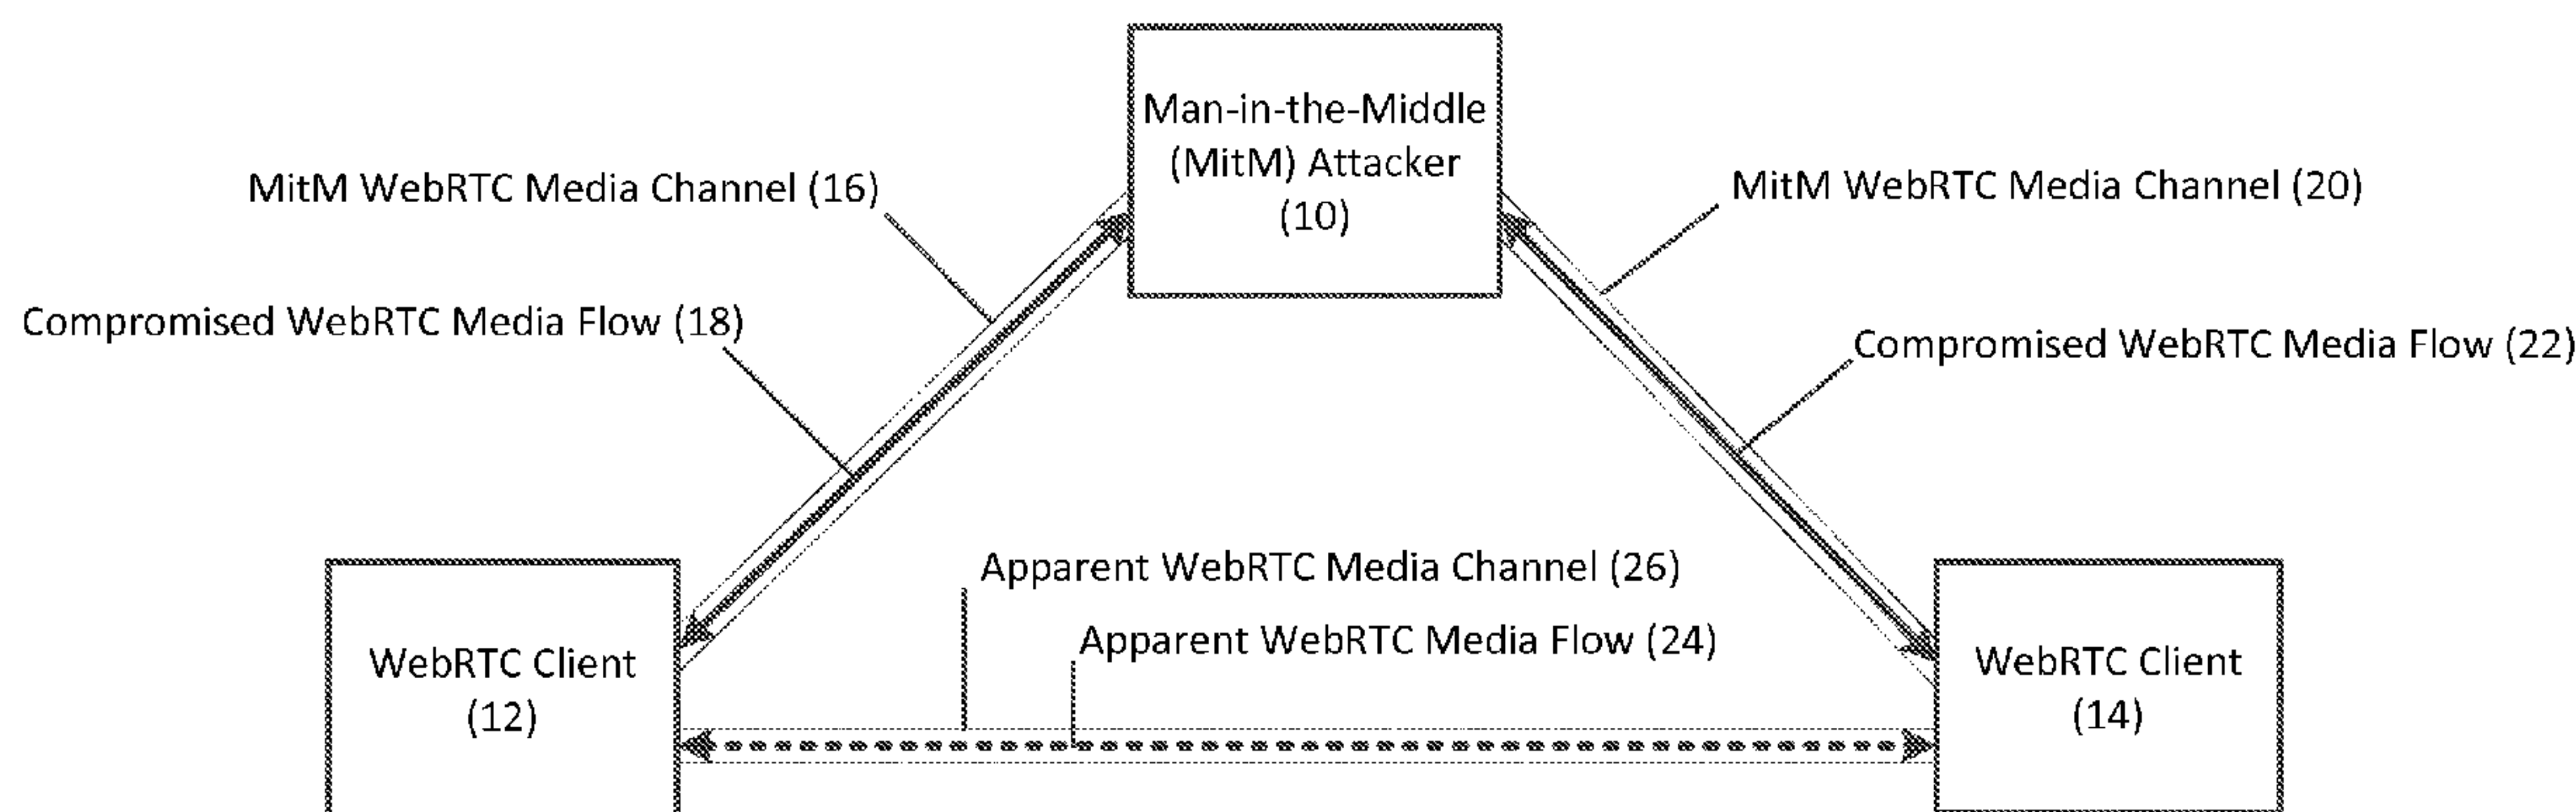 Man-in-the-Middle
(MitM) Attacker
(10)
MitM WebRTC Media Channel (16)
MitM WebRTC Media Channel (20)
Compromised WebRTC Media Flow (18)
Compromised WebRTC Media Flow (22)
Apparent WebRTC Media Channel (26)
Apparent WebRTC Media Flow (24)
WebRTC Client
(12)
WebRTC Client
(14)